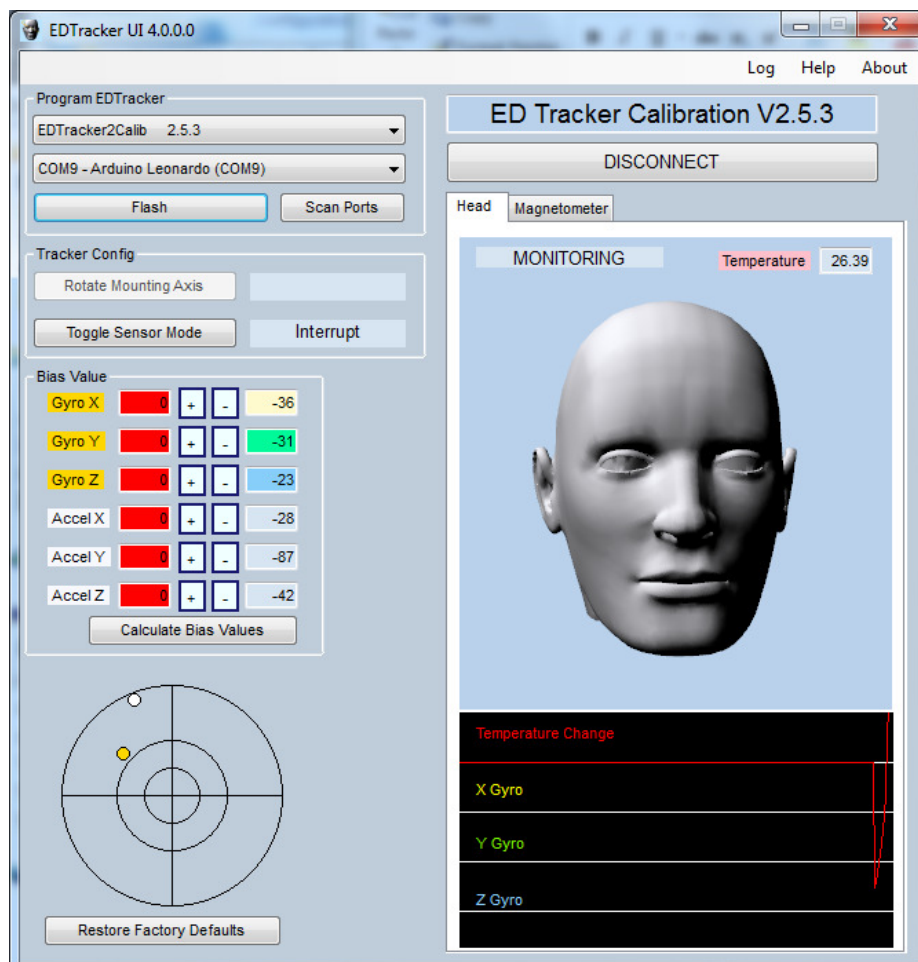 EDTracker UI 4.0.0.0
Log Help About
Program EDTracker
EDTracker2Calib 2.5.3
COM9 - Arduino Leonardo (COM9)
Flash Scan Ports
Tracker Config
Rotate Mounting Axis
Toggle Sensor Mode Interrupt
Bias Value
Gyro X 0 + - -36
Gyro Y 0 + - -31
Gyro Z 0 + - -23
Accel X 0 + - -28
Accel Y 0 + - -87
Accel Z 0 + - -42
Calculate Bias Values
Restore Factory Defaults
ED Tracker Calibration V2.5.3
DISCONNECT
Head Magnetometer
MONITORING Temperature 26.39
Temperature Change
X Gyro
Y Gyro
Z Gyro